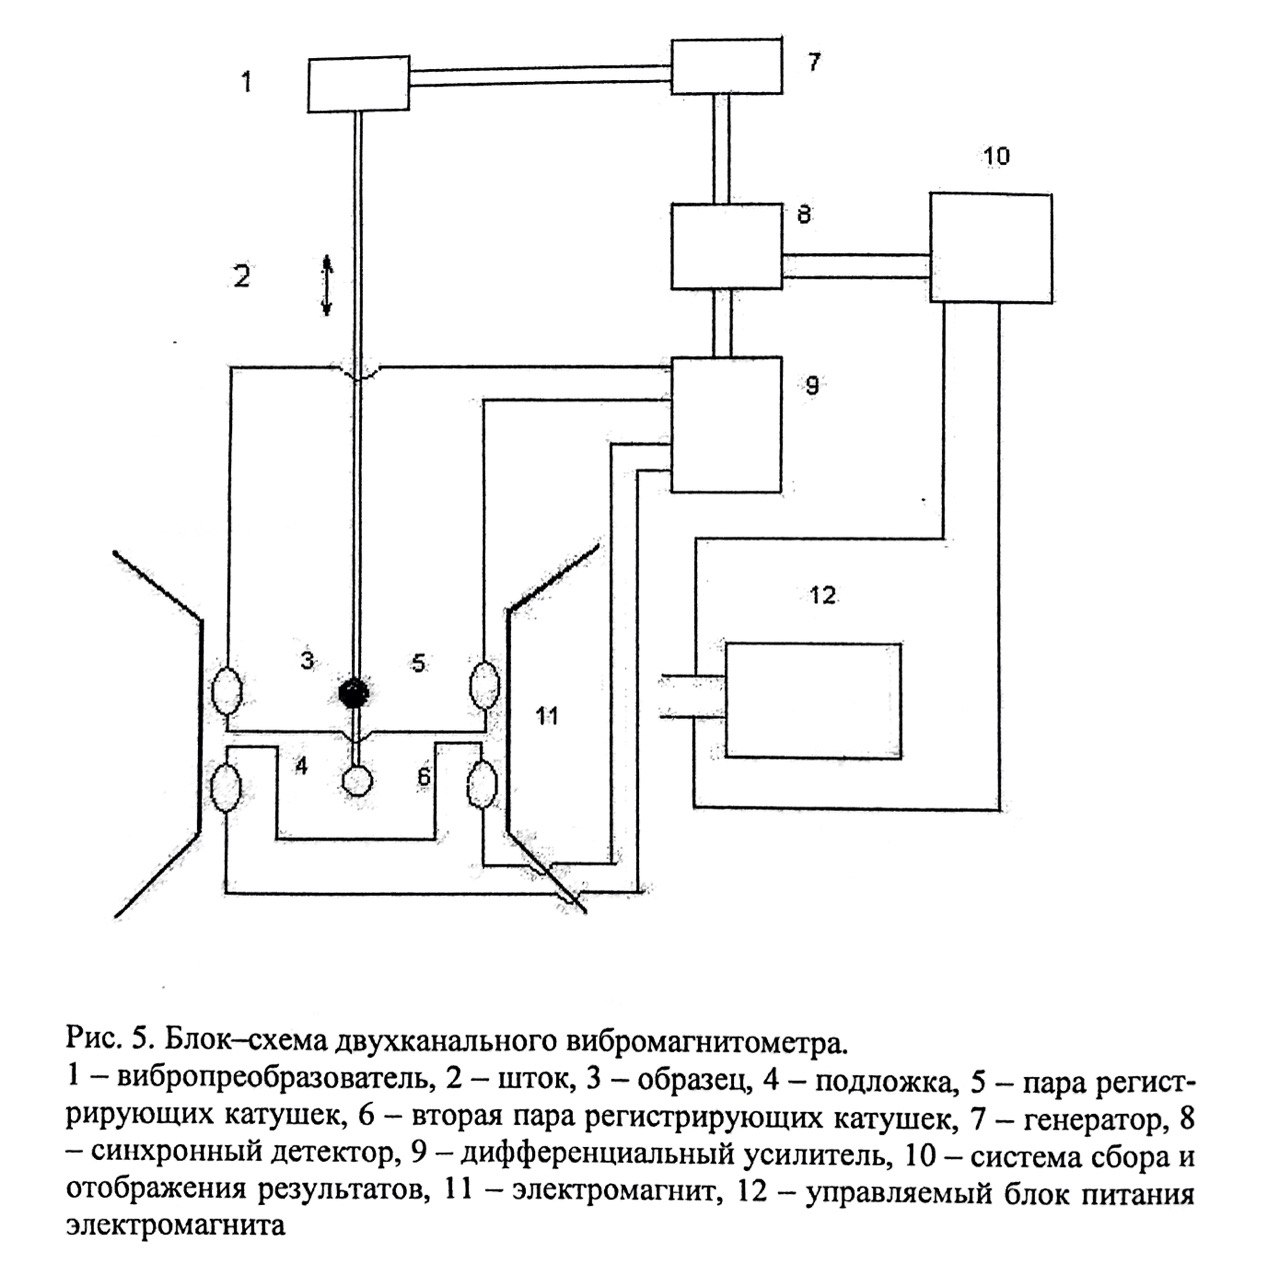 1
7
10
8
2
9
12
3
5
11
4
6
Рис. 5. Блок–схема двухканального вибромагнитометра.
1 – вибропреобразователь, 2 – шток, 3 – образец, 4 – подложка, 5 – пара регист-
рирующих катушек, 6 – вторая пара регистрирующих катушек, 7 – генератор, 8
– синхронный детектор, 9 – дифференциальный усилитель, 10 – система сбора и
отображения результатов, 11 – электромагнит, 12 – управляемый блок питания
электромагнита